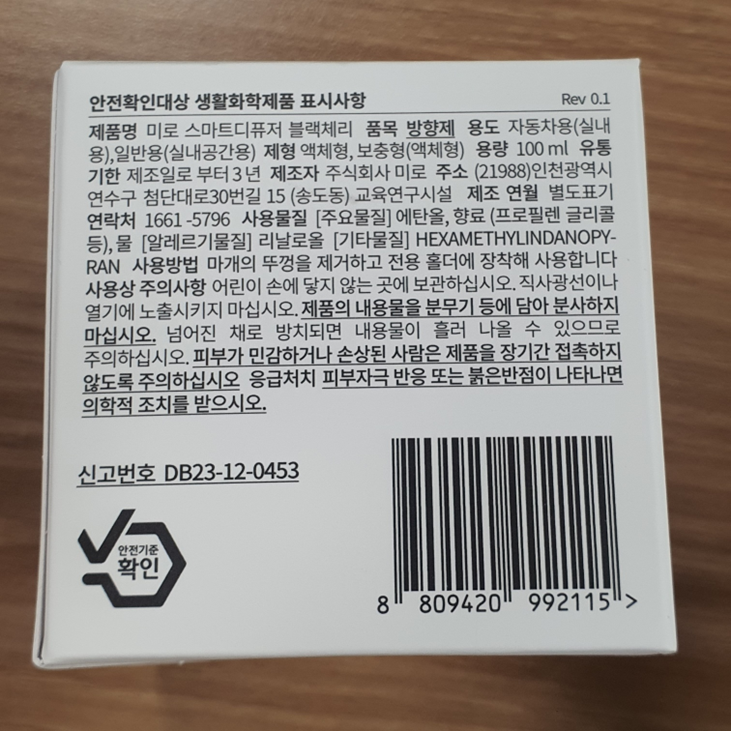 안전확인대상 생활화학제품 표시사항 Rev 0.1
제품명 미로 스마트디퓨저 블랙체리 품목 방향제 용도 자동차용(실내
용),일반용(실내공간용) 제형 액체형, 보충형(액체형) 용량 100 ml 유통
기한 제조일로 부터 3 년 제조자 주식회사 미로 주소 (21988)인천광역시
연수구 첨단대로30번길 15 (송도동) 교육연구시설 제조 연월 별도표기
연락처 1661 -5796 사용물질 [주요물질] 에탄올, 향료 (프로필렌 글리콜
등), 물 [알레르기물질] 리날로올 [기타물질] HEXAMETHYLINDANOPY-
RAN 사용방법 마개의 뚜껑을 제거하고 전용 홀더에 장착해 사용합니다
사용상 주의사항 어린이 손에 닿지 않는 곳에 보관하십시오. 직사광선이나
열기에 노출시키지 마십시오. 제품의 내용물을 분무기 등에 담아 분사하지
마십시오. 넘어진 채로 방치되면 내용물이 흘러 나올 수 있으므로
주의하십시오. 피부가 민감하거나 손상된 사람은 제품을 장기간 접촉하지
않도록 주의하십시오 응급처치 피부자극 반응 또는 붉은반점이 나타나면
의학적 조치를 받으시오.
신고번호 DB23-12-0453
안전기준
확인
8 809420 992115 >